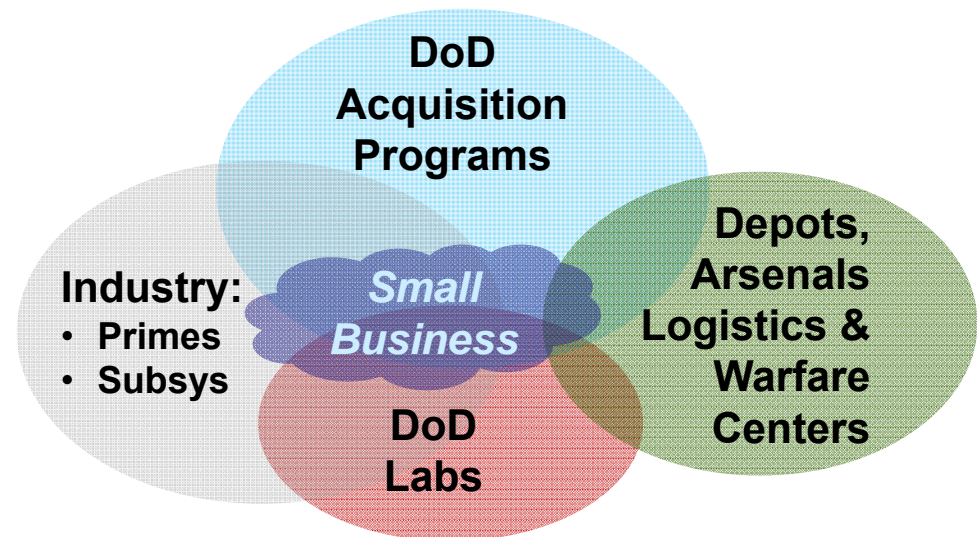 DoD
Acquisition
Programs
Industry:
• Primes
• Subsys
Small
Business
Depots,
Arsenals
Logistics &
Warfare
Centers
DoD
Labs